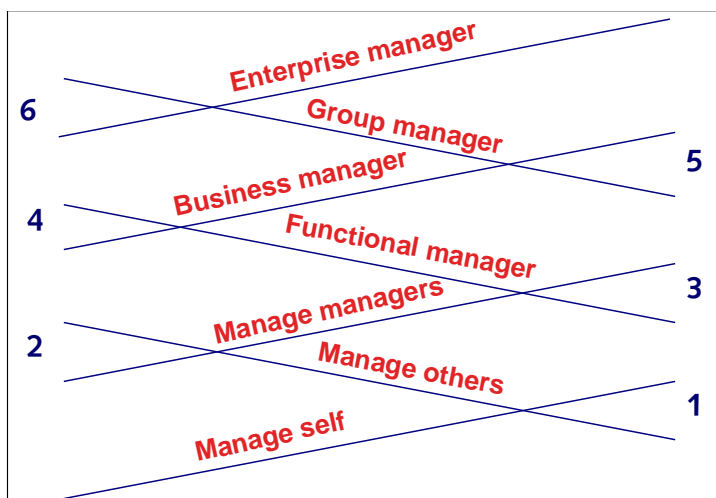 Enterprise manager
6
Group manager
5
Business manager
4
Functional manager
3
Manage managers
2
Manage others
1
Manage self